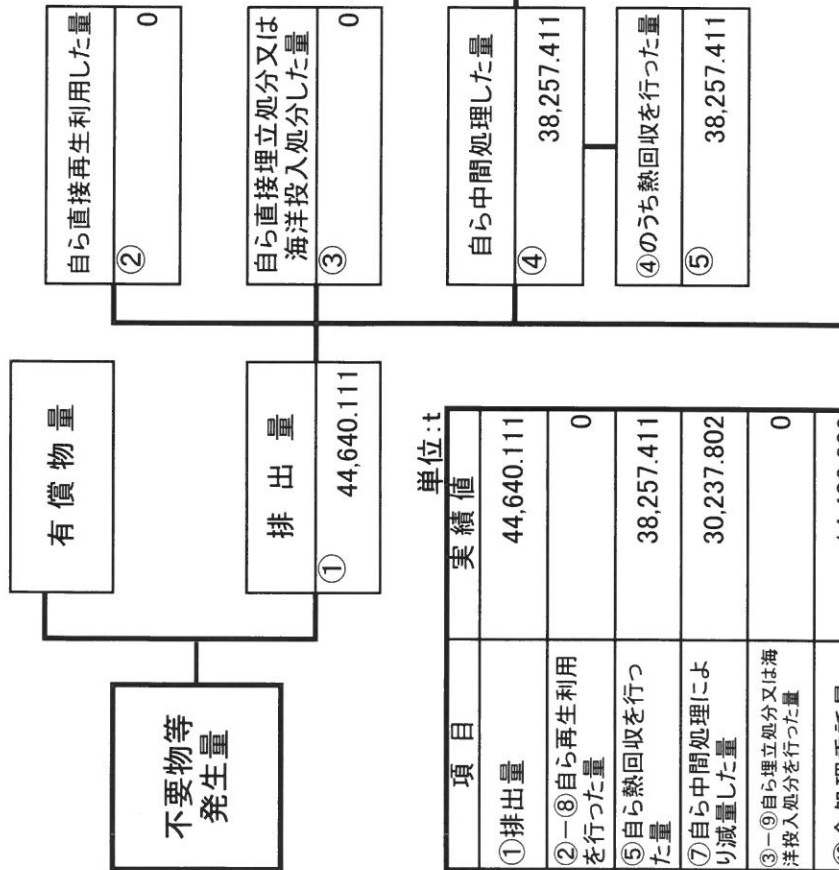 不要物等
発生量
有償物量
排出量
①
44,640.111
自ら直接再生利用した量
②
0
自ら直接埋立処分又は
海洋投入処分した量
③
0
自ら中間処理した量
④
38,257.411
④のうち熱回収を行った量
⑤
38,257.411
単位:t
項目
実績値
①排出量
44,640.111
②−⑧自ら再生利用
を行った量
0
⑤自ら熱回収を行っ
た量
38,257.411
⑦自ら中間処理によ
り減量した量
30,237.802
③−⑨自ら埋立処分又は海
洋投入処分を行った量
0